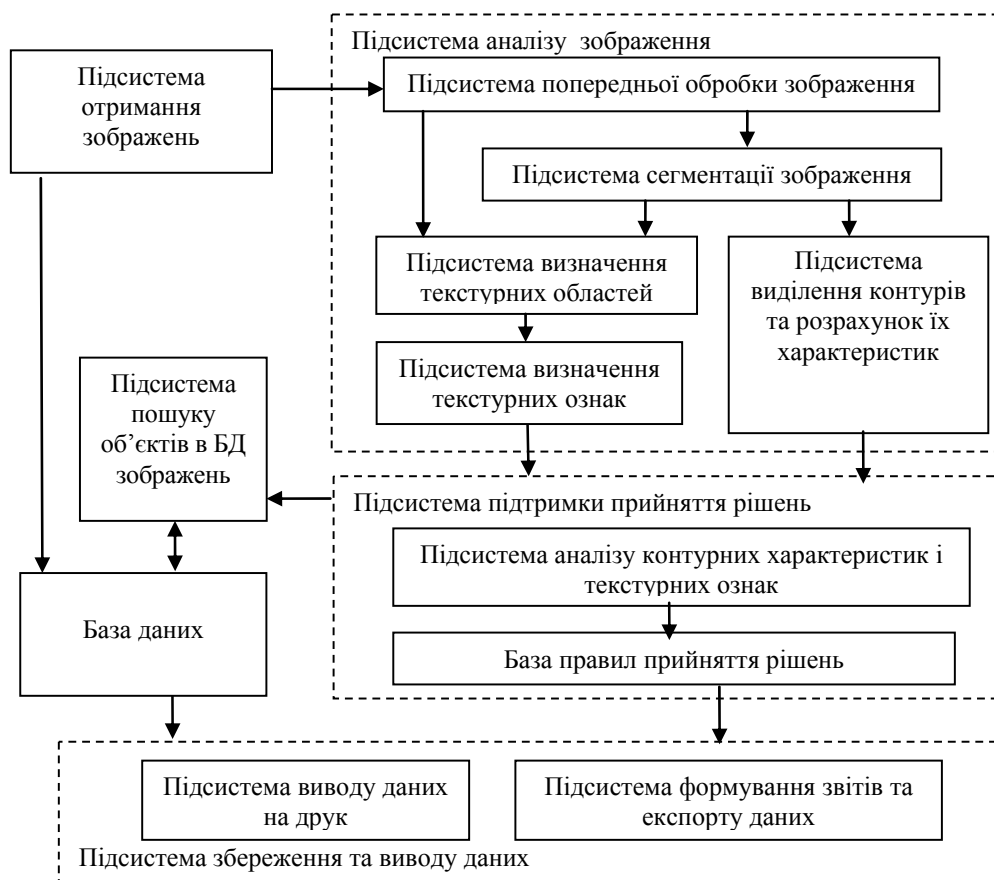 Підсистема аналізу зображення
Підсистема
отримання
зображень
Підсистема попередньої обробки зображення
Підсистема сегментації зображення
Підсистема визначення
текстурних областей
Підсистема
виділення контурів
та розрахунок їх
характеристик
Підсистема визначення
текстурних ознак
Підсистема
пошуку
об’єктів в БД
зображень
Підсистема підтримки прийняття рішень
Підсистема аналізу контурних характеристик і
текстурних ознак
База даних
База правил прийняття рішень
Підсистема виводу даних
на друк
Підсистема формування звітів та
експорту даних
Підсистема збереження та виводу даних